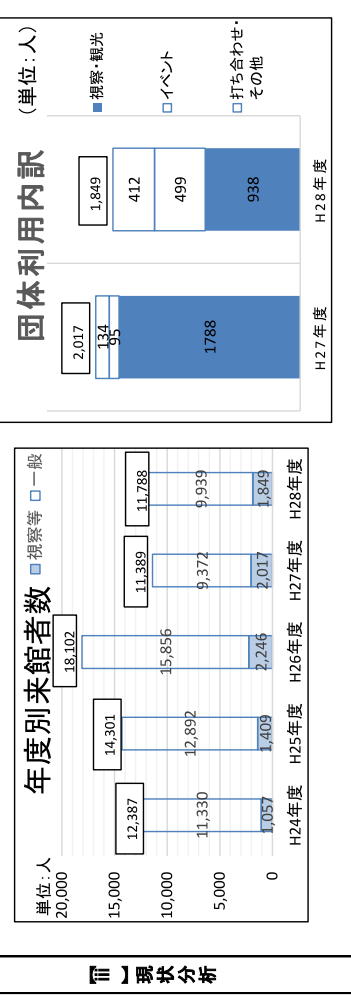 【ⅲ】現状分析
年度別来館者数
単位:人
■視察等 □一般
20,000
15,000
10,000
5,000
0
12,387
11,330
1,057
H24年度
14,301
12,892
1,409
H25年度
18,102
15,856
2,246
H26年度
11,389
9,372
2,017
H27年度
11,788
9,939
1,849
H28年度
団体利用内訳
(単位:人)
2,017
134
95
1788
H27年度
1,849
412
499
938
H28年度
■視察・観光
□イベント
□打ち合わせ・
その他